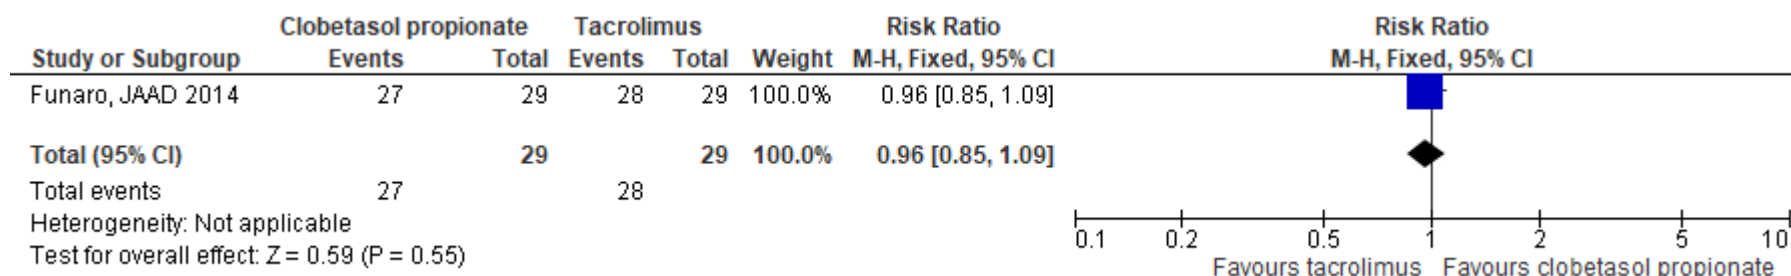 Clobetasol propionate Tacrolimus Risk Ratio Risk Ratio
Study or Subgroup Events Total Events Total Weight M-H, Fixed, 95% CI M-H, Fixed, 95% CI
Funaro, JAAD 2014 27 29 28 29 100.0% 0.96 [0.85, 1.09]
Total (95% CI) 29 29 100.0% 0.96 [0.85, 1.09]
Total events 27 28
Heterogeneity: Not applicable
Test for overall effect: Z = 0.59 (P = 0.55)
0.1 0.2 0.5 1 2 5 10
Favours tacrolimus Favours clobetasol propionate